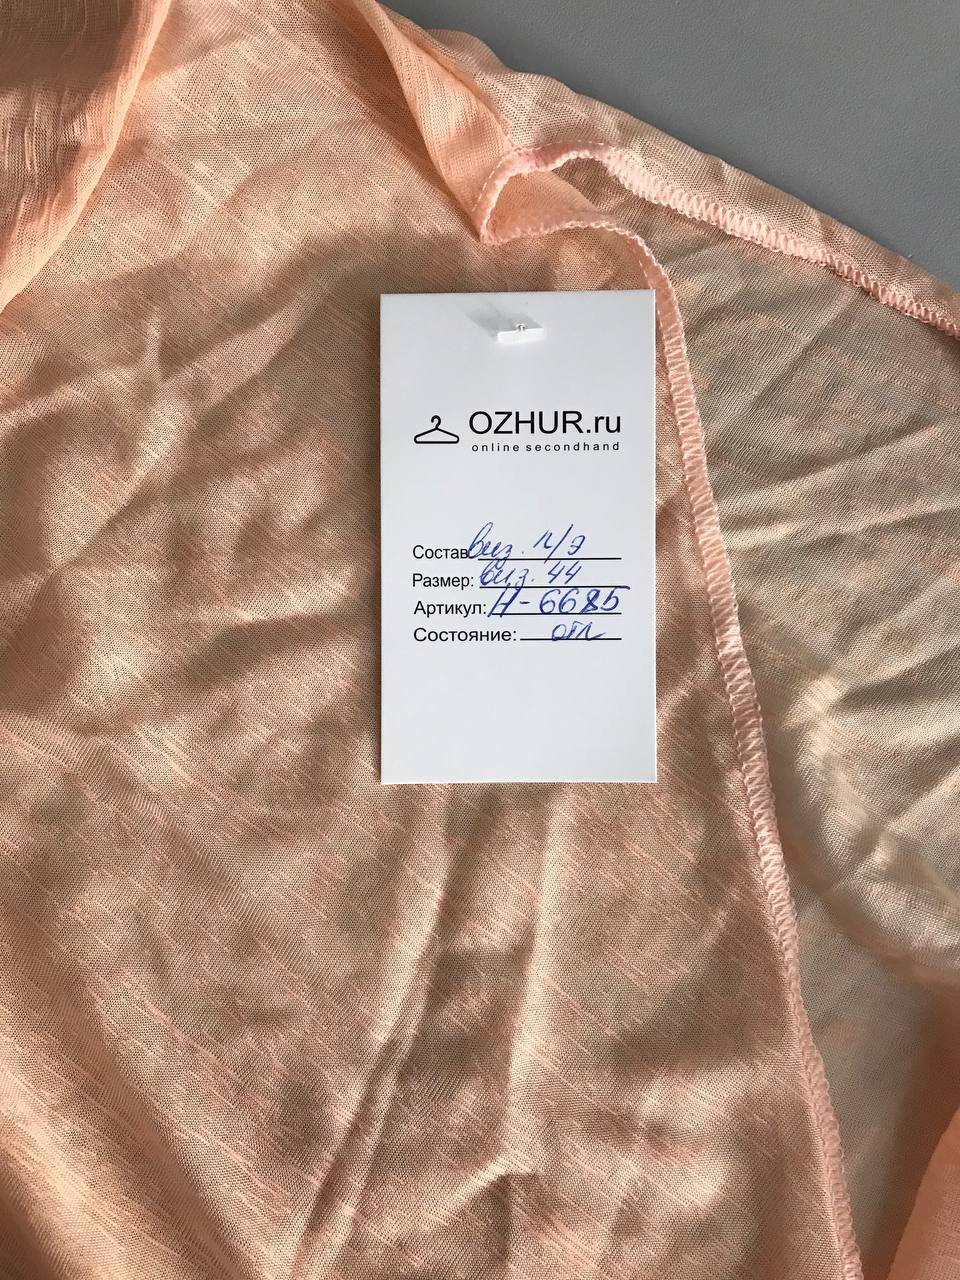 OZHUR.ru
online secondhand
Состав: виз. п/э
Размер: виз. 44
Артикул: Н-6685
Состояние: отл